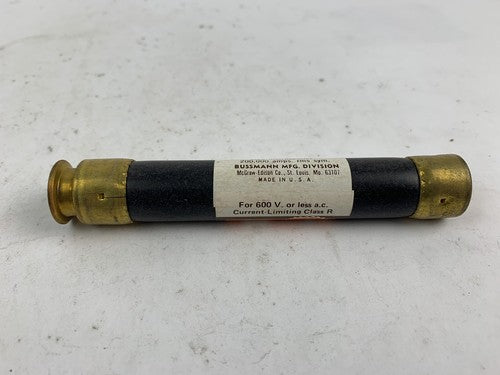 200,000 amps. rms sym.
BUSSMANN MFG. DIVISION
McGraw-Edison Co., St. Louis, Mo. 63107
MADE IN U. S. A.
For 600 V. or less a.c.
Current-Limiting Class R